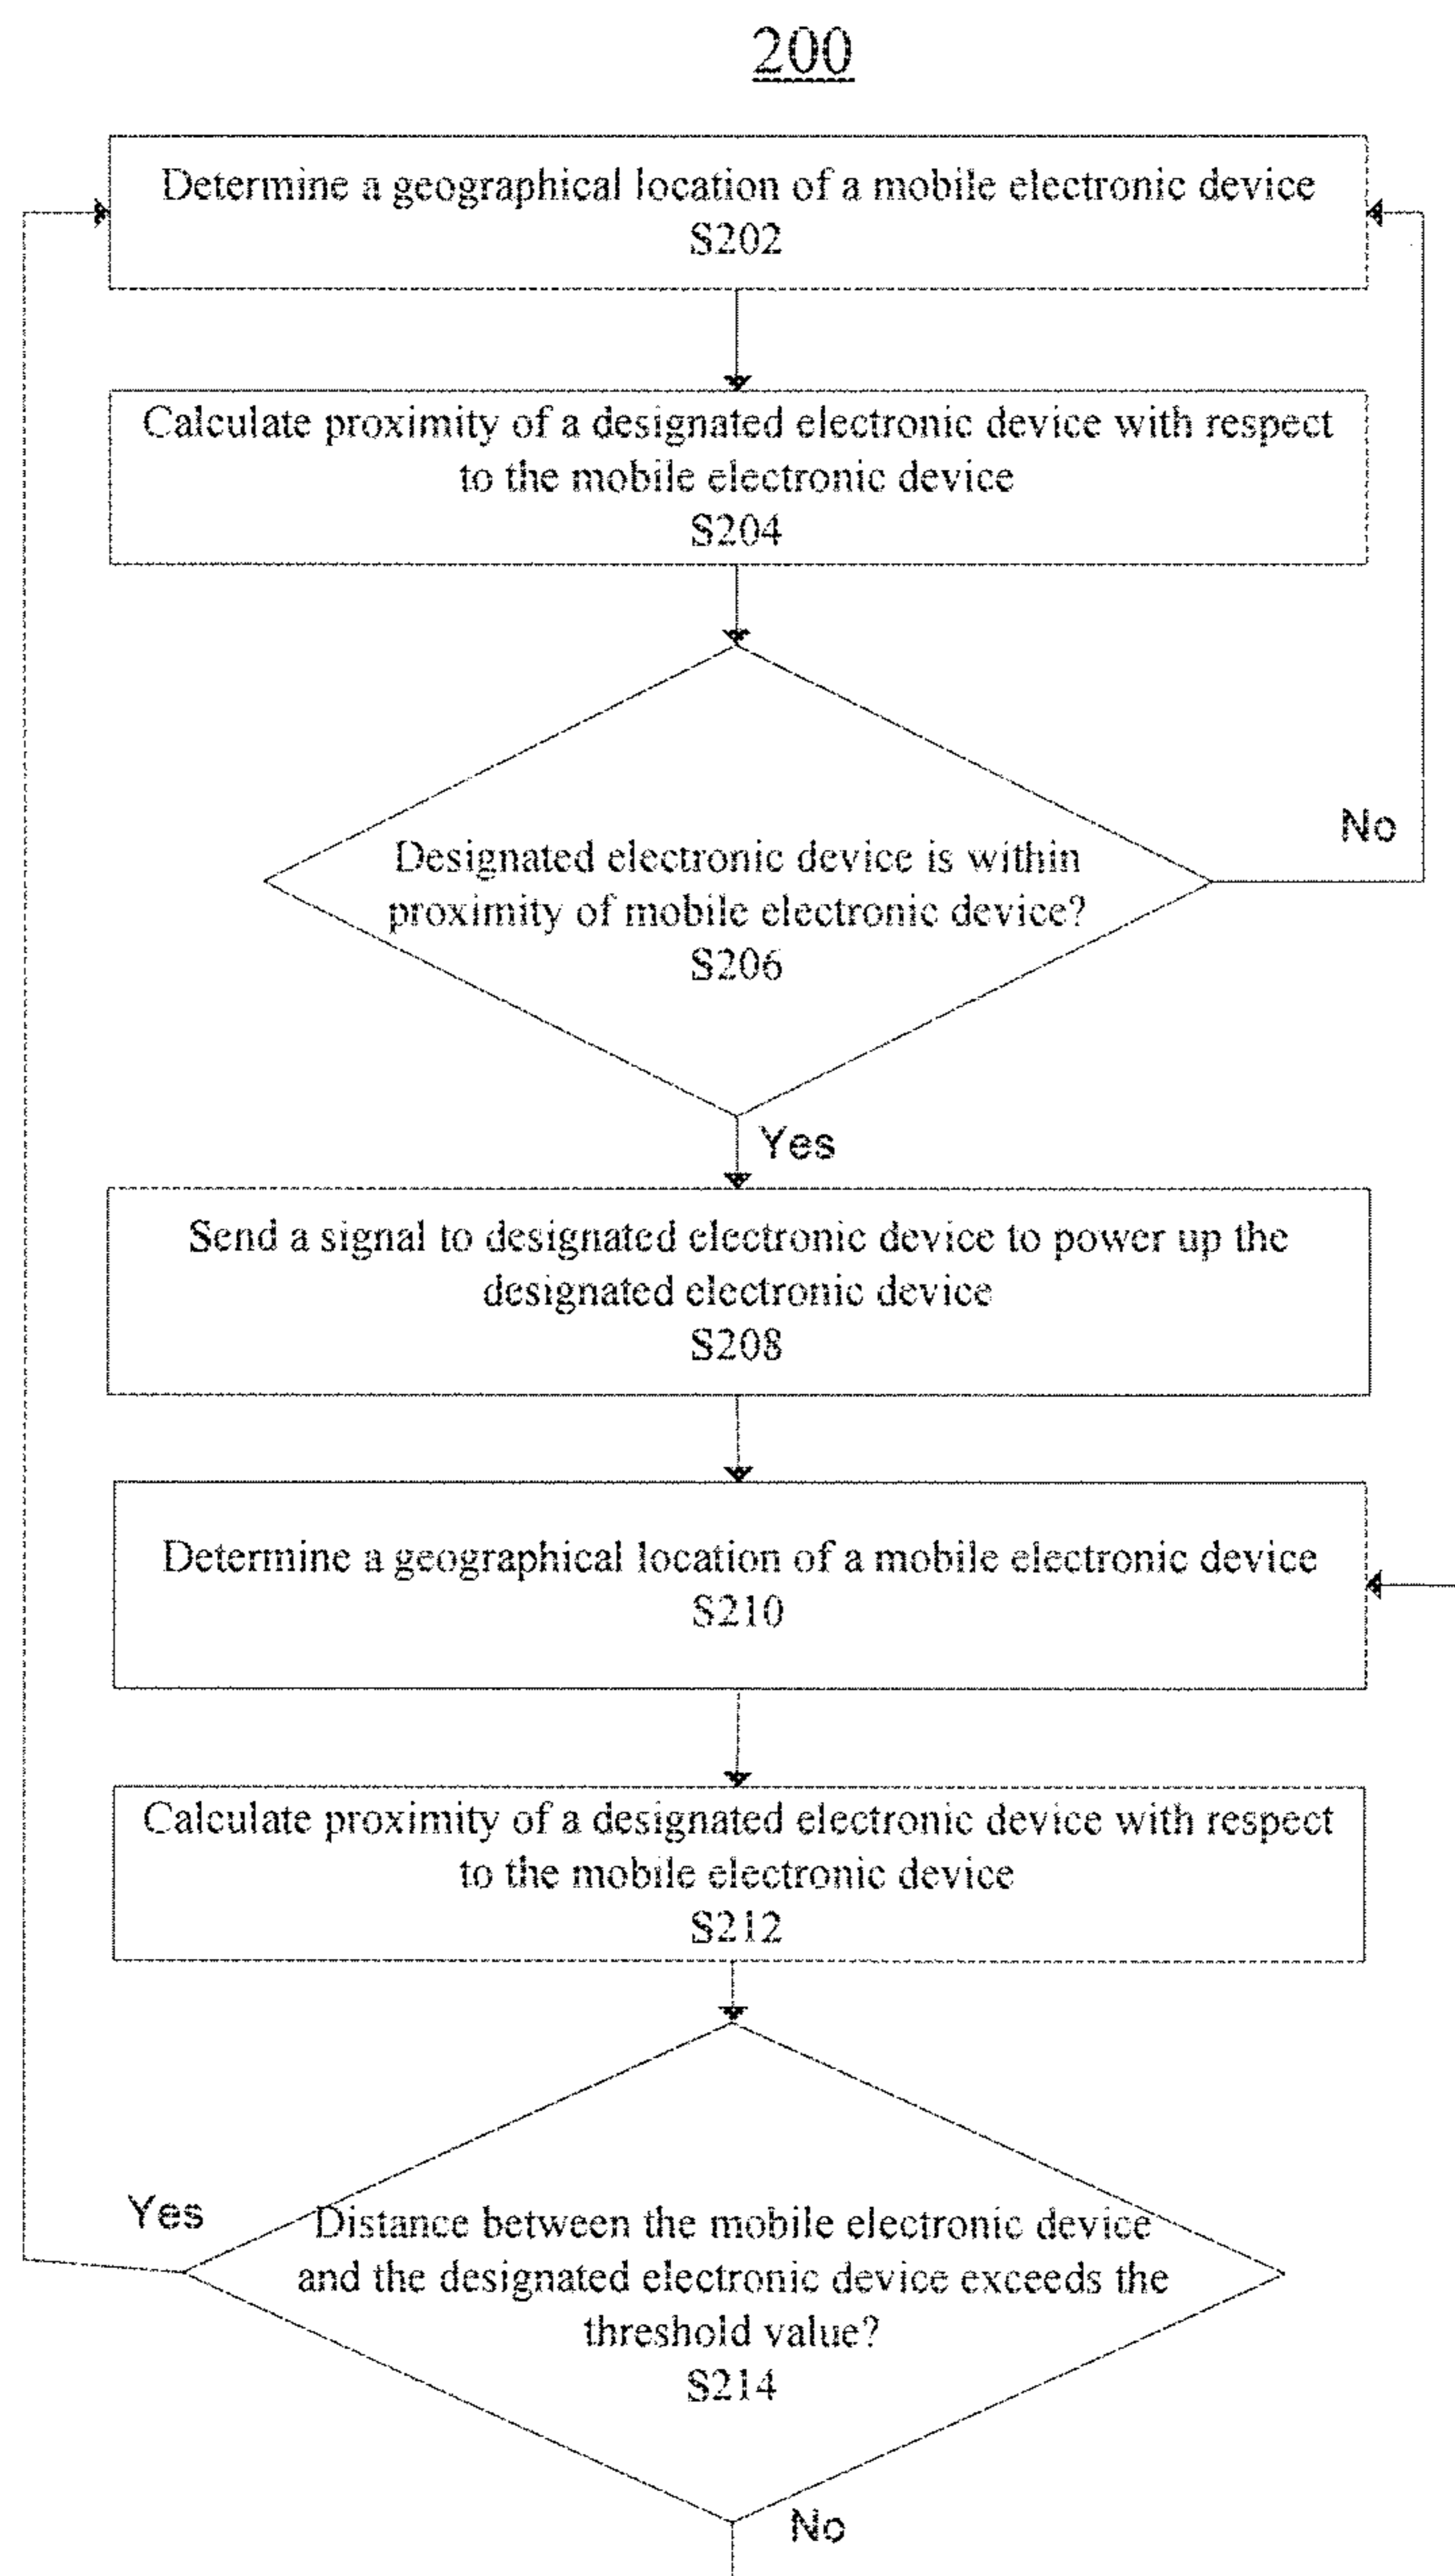 200
Determine a geographical location of a mobile electronic device
S202
Calculate proximity of a designated electronic device with respect
to the mobile electronic device
S204
No
Designated electronic device is within
proximity of mobile electronic device?
S206
Yes
Send a signal to designated electronic device to power up the
designated electronic device
S208
Determine a geographical location of a mobile electronic device
S210
Calculate proximity of a designated electronic device with respect
to the mobile electronic device
S212
Yes
Distance between the mobile electronic device
and the designated electronic device exceeds the
threshold value?
S214
No